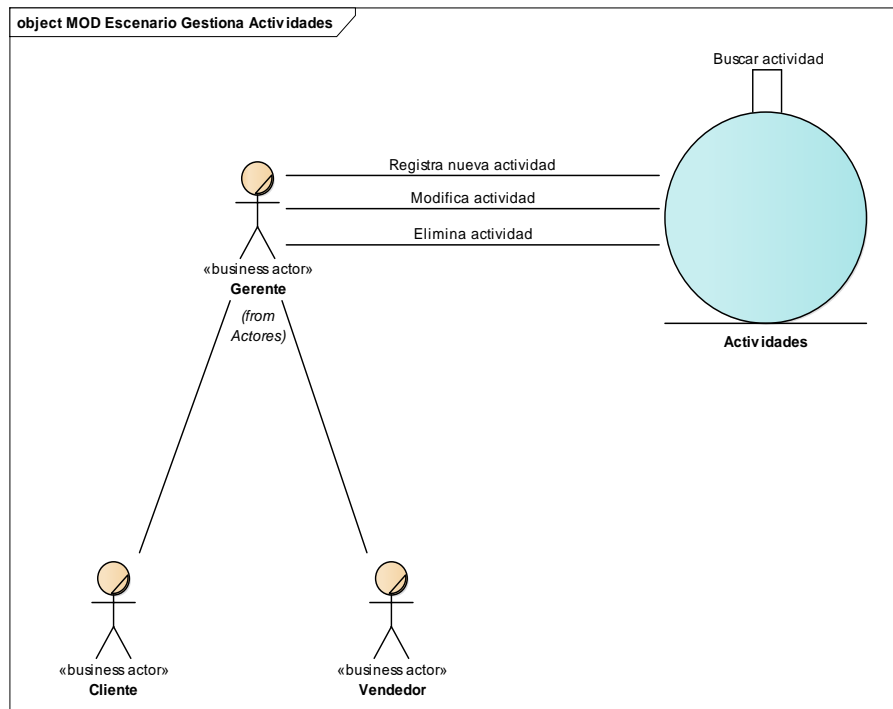 object MOD Escenario Gestiona Actividades
Buscar actividad
Registra nueva actividad
Modifica actividad
Elimina actividad
«business actor»
Gerente
(from
Actores)
Actividades
«business actor»
Cliente
«business actor»
Vendedor